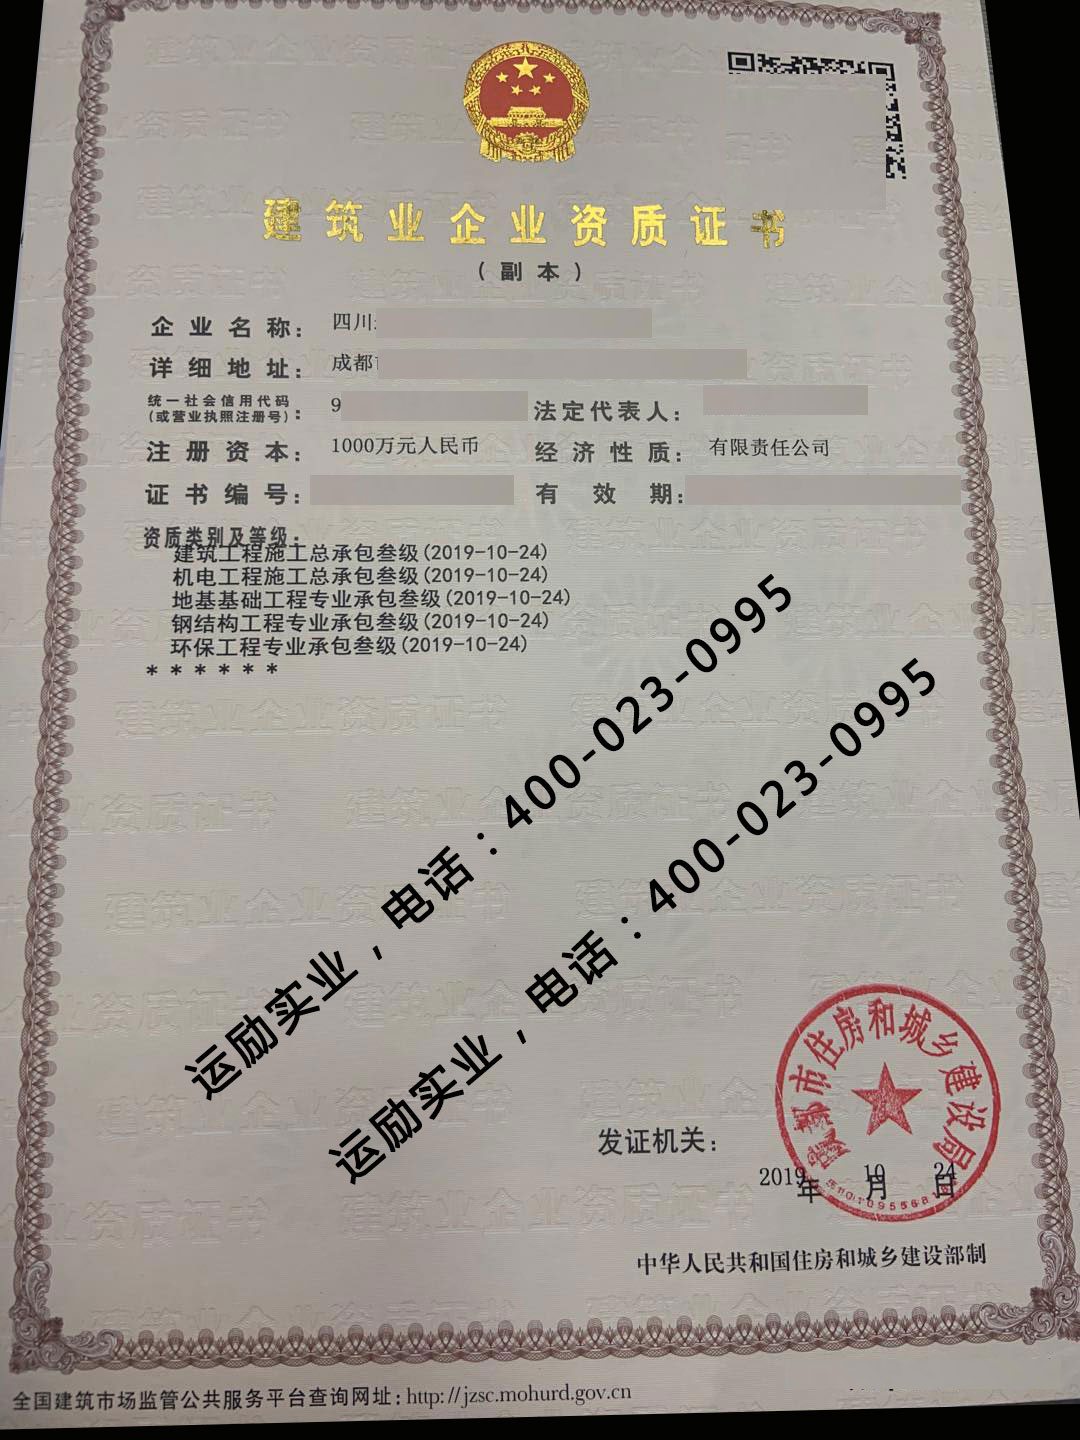 建筑业企业资质证书
（副本）
企业名称： 四川
详细地址： 成都
统一社会信用代码
（或营业执照注册号）： 9
法定代表人：
注册资本： 1000万元人民币 经济性质： 有限责任公司
证书编号： 有效期：
资质类别及等级：
建筑工程施工总承包叁级(2019-10-24)
机电工程施工总承包叁级(2019-10-24)
地基基础工程专业承包叁级(2019-10-24)
钢结构工程专业承包叁级(2019-10-24)
环保工程专业承包叁级(2019-10-24)
******
运励实业，电话：400-023-0995
运励实业，电话：400-023-0995
成都市住房和城乡建设局
发证机关：
2019年 10月 24日
中华人民共和国住房和城乡建设部制
全国建筑市场监管公共服务平台查询网址：http://jzsc.mohurd.gov.cn